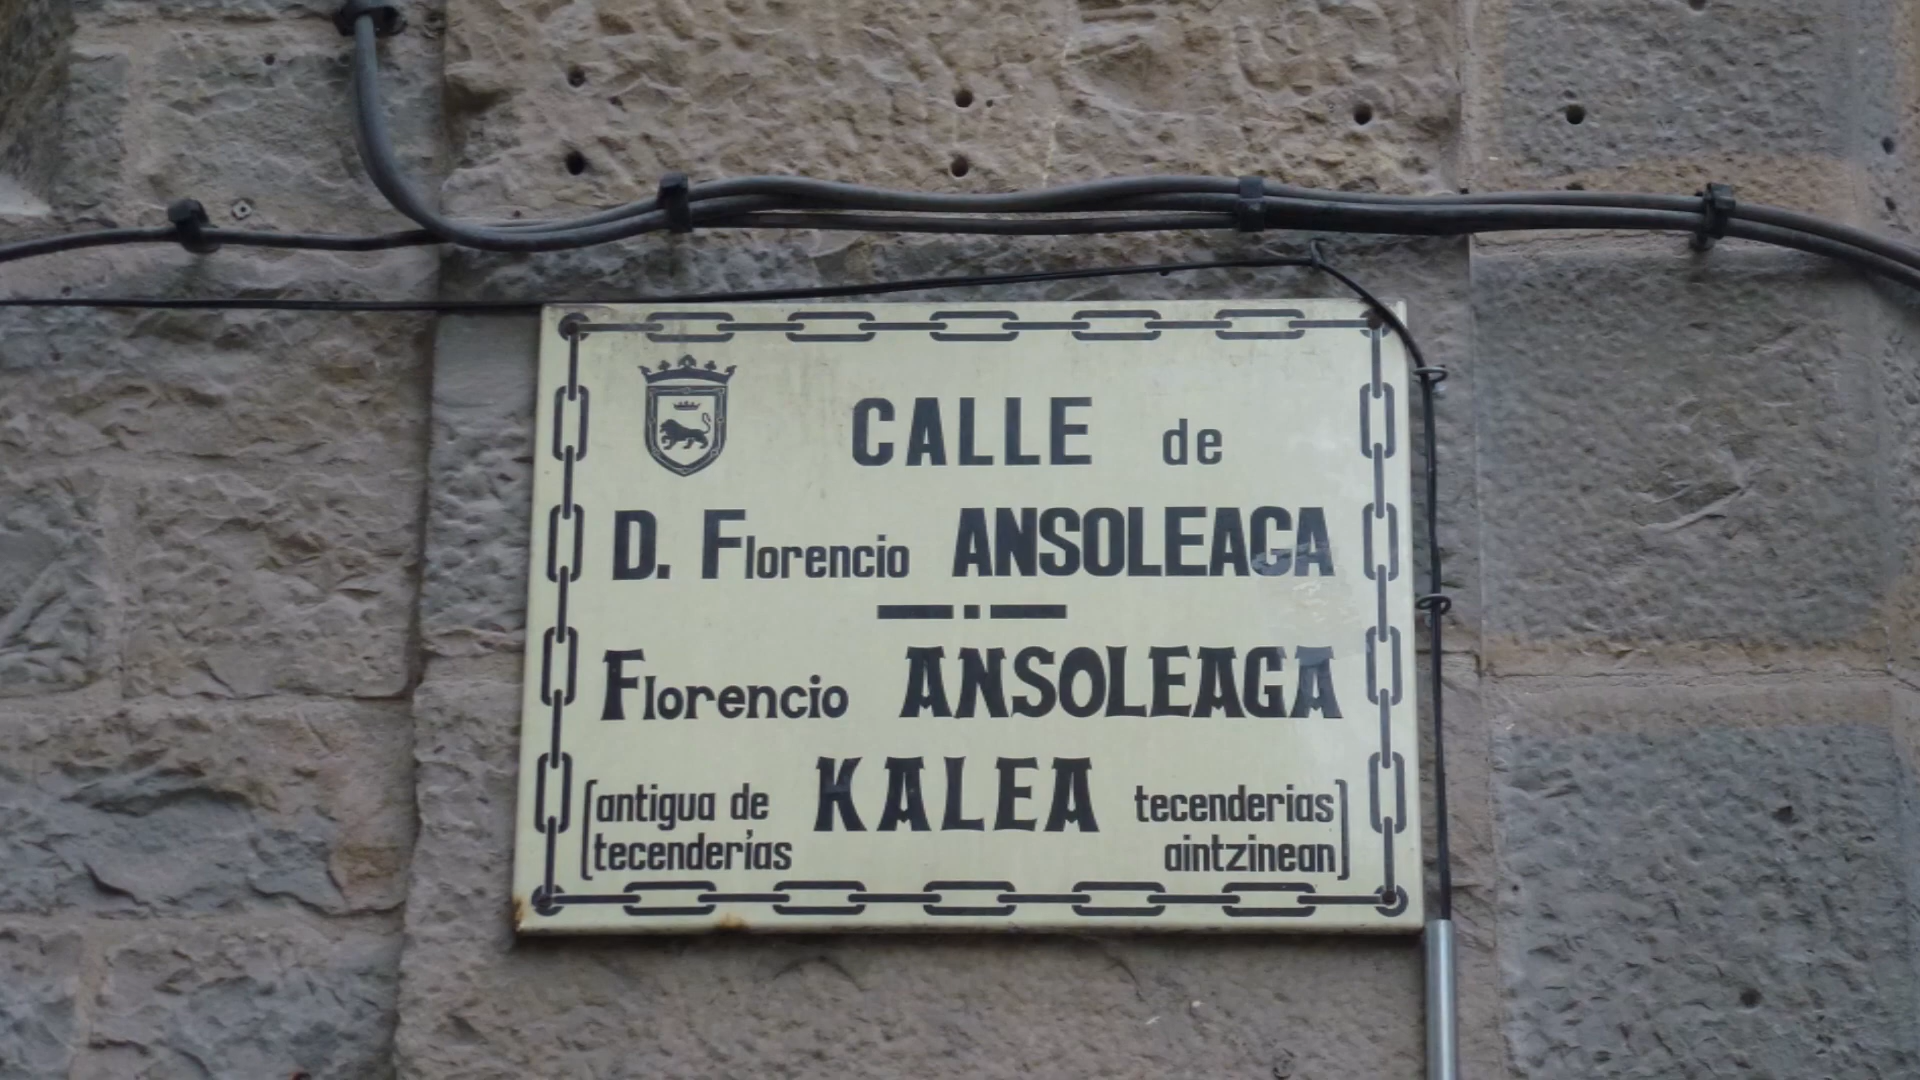 CALLE de
D. Florencio ANSOLEAGA
Florencio ANSOLEAGA
KALEA
(antigua de
tecenderías
tecenderias
aintzinean)